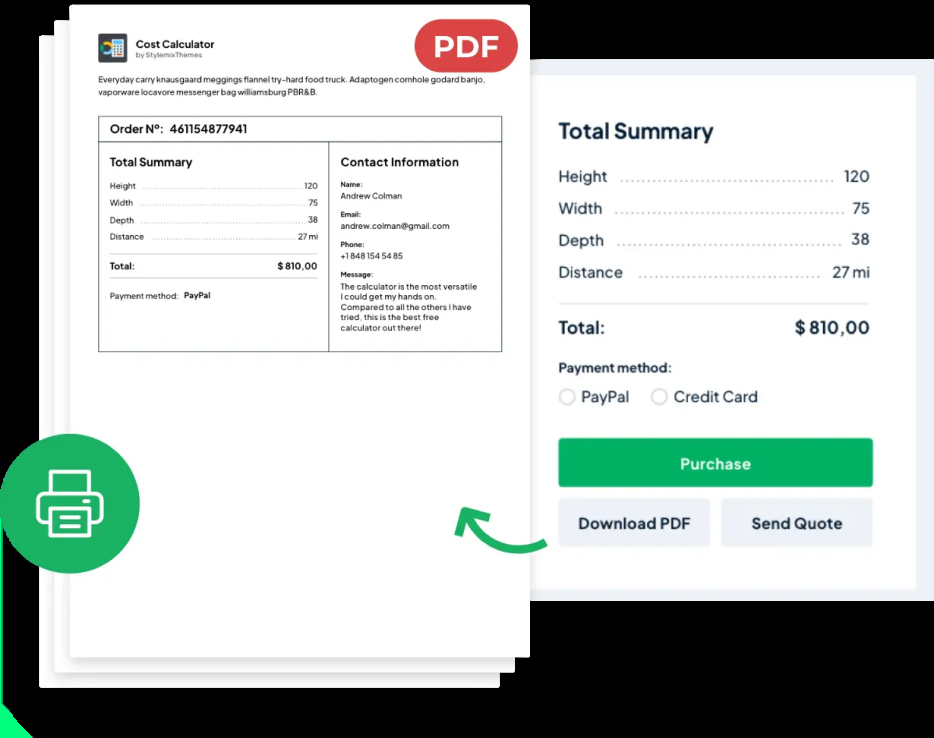 Cost Calculator
by StylemixThemes
PDF
Everyday carry knausgaard meggings flannel try-hard food truck. Adaptogen cornhole godard banjo,
vaporware locavore messenger bag williamsburg PBR&B.
Order Nº: 461154877941
Total Summary
Height 120
Width 75
Depth 38
Distance 27 mi
Total: $ 810,00
Payment method: PayPal
Contact Information
Name:
Andrew Colman
Email:
andrew.colman@gmail.com
Phone:
+1 848 154 54 85
Message:
The calculator is the most versatile
I could get my hands on.
Compared to all the others I have
tried, this is the best free
calculator out there!
Total Summary
Height 120
Width 75
Depth 38
Distance 27 mi
Total: $ 810,00
Payment method:
PayPal Credit Card
Purchase
Download PDF Send Quote